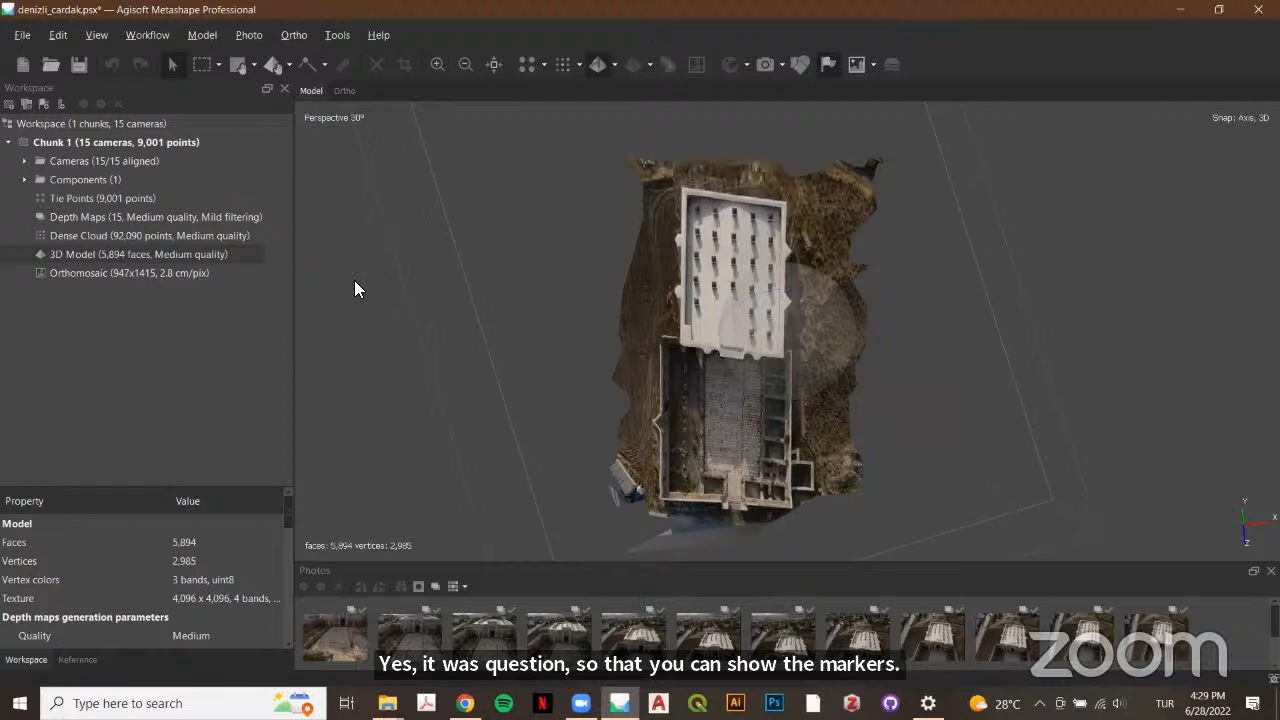 denizli_cardak.psx* — Agisoft Metashape Professional
File Edit View Workflow Model Photo Ortho Tools Help
Workspace
Model Ortho
Workspace (1 chunks, 15 cameras)
Perspective 30°
Snap: Axis, 3D
Chunk 1 (15 cameras, 9,001 points)
Cameras (15/15 aligned)
Components (1)
Tie Points (9,001 points)
Depth Maps (15, Medium quality, Mild filtering)
Dense Cloud (92,090 points, Medium quality)
3D Model (5,894 faces, Medium quality)
Orthomosaic (947x1415, 2.8 cm/pix)
Property Value
Model
Faces 5,894
Vertices 2,985
Vertex colors 3 bands, uint8
Texture 4,096 x 4,096, 4 bands, ...
Depth maps generation parameters
Quality Medium
Y
X
Z
faces: 5,894 vertices: 2,985
Photos
Workspace Reference
Yes, it was question, so that you can show the markers.
zoom
Type here to search
Ai
Ps
28°C
TUR
4:29 PM
6/28/2022